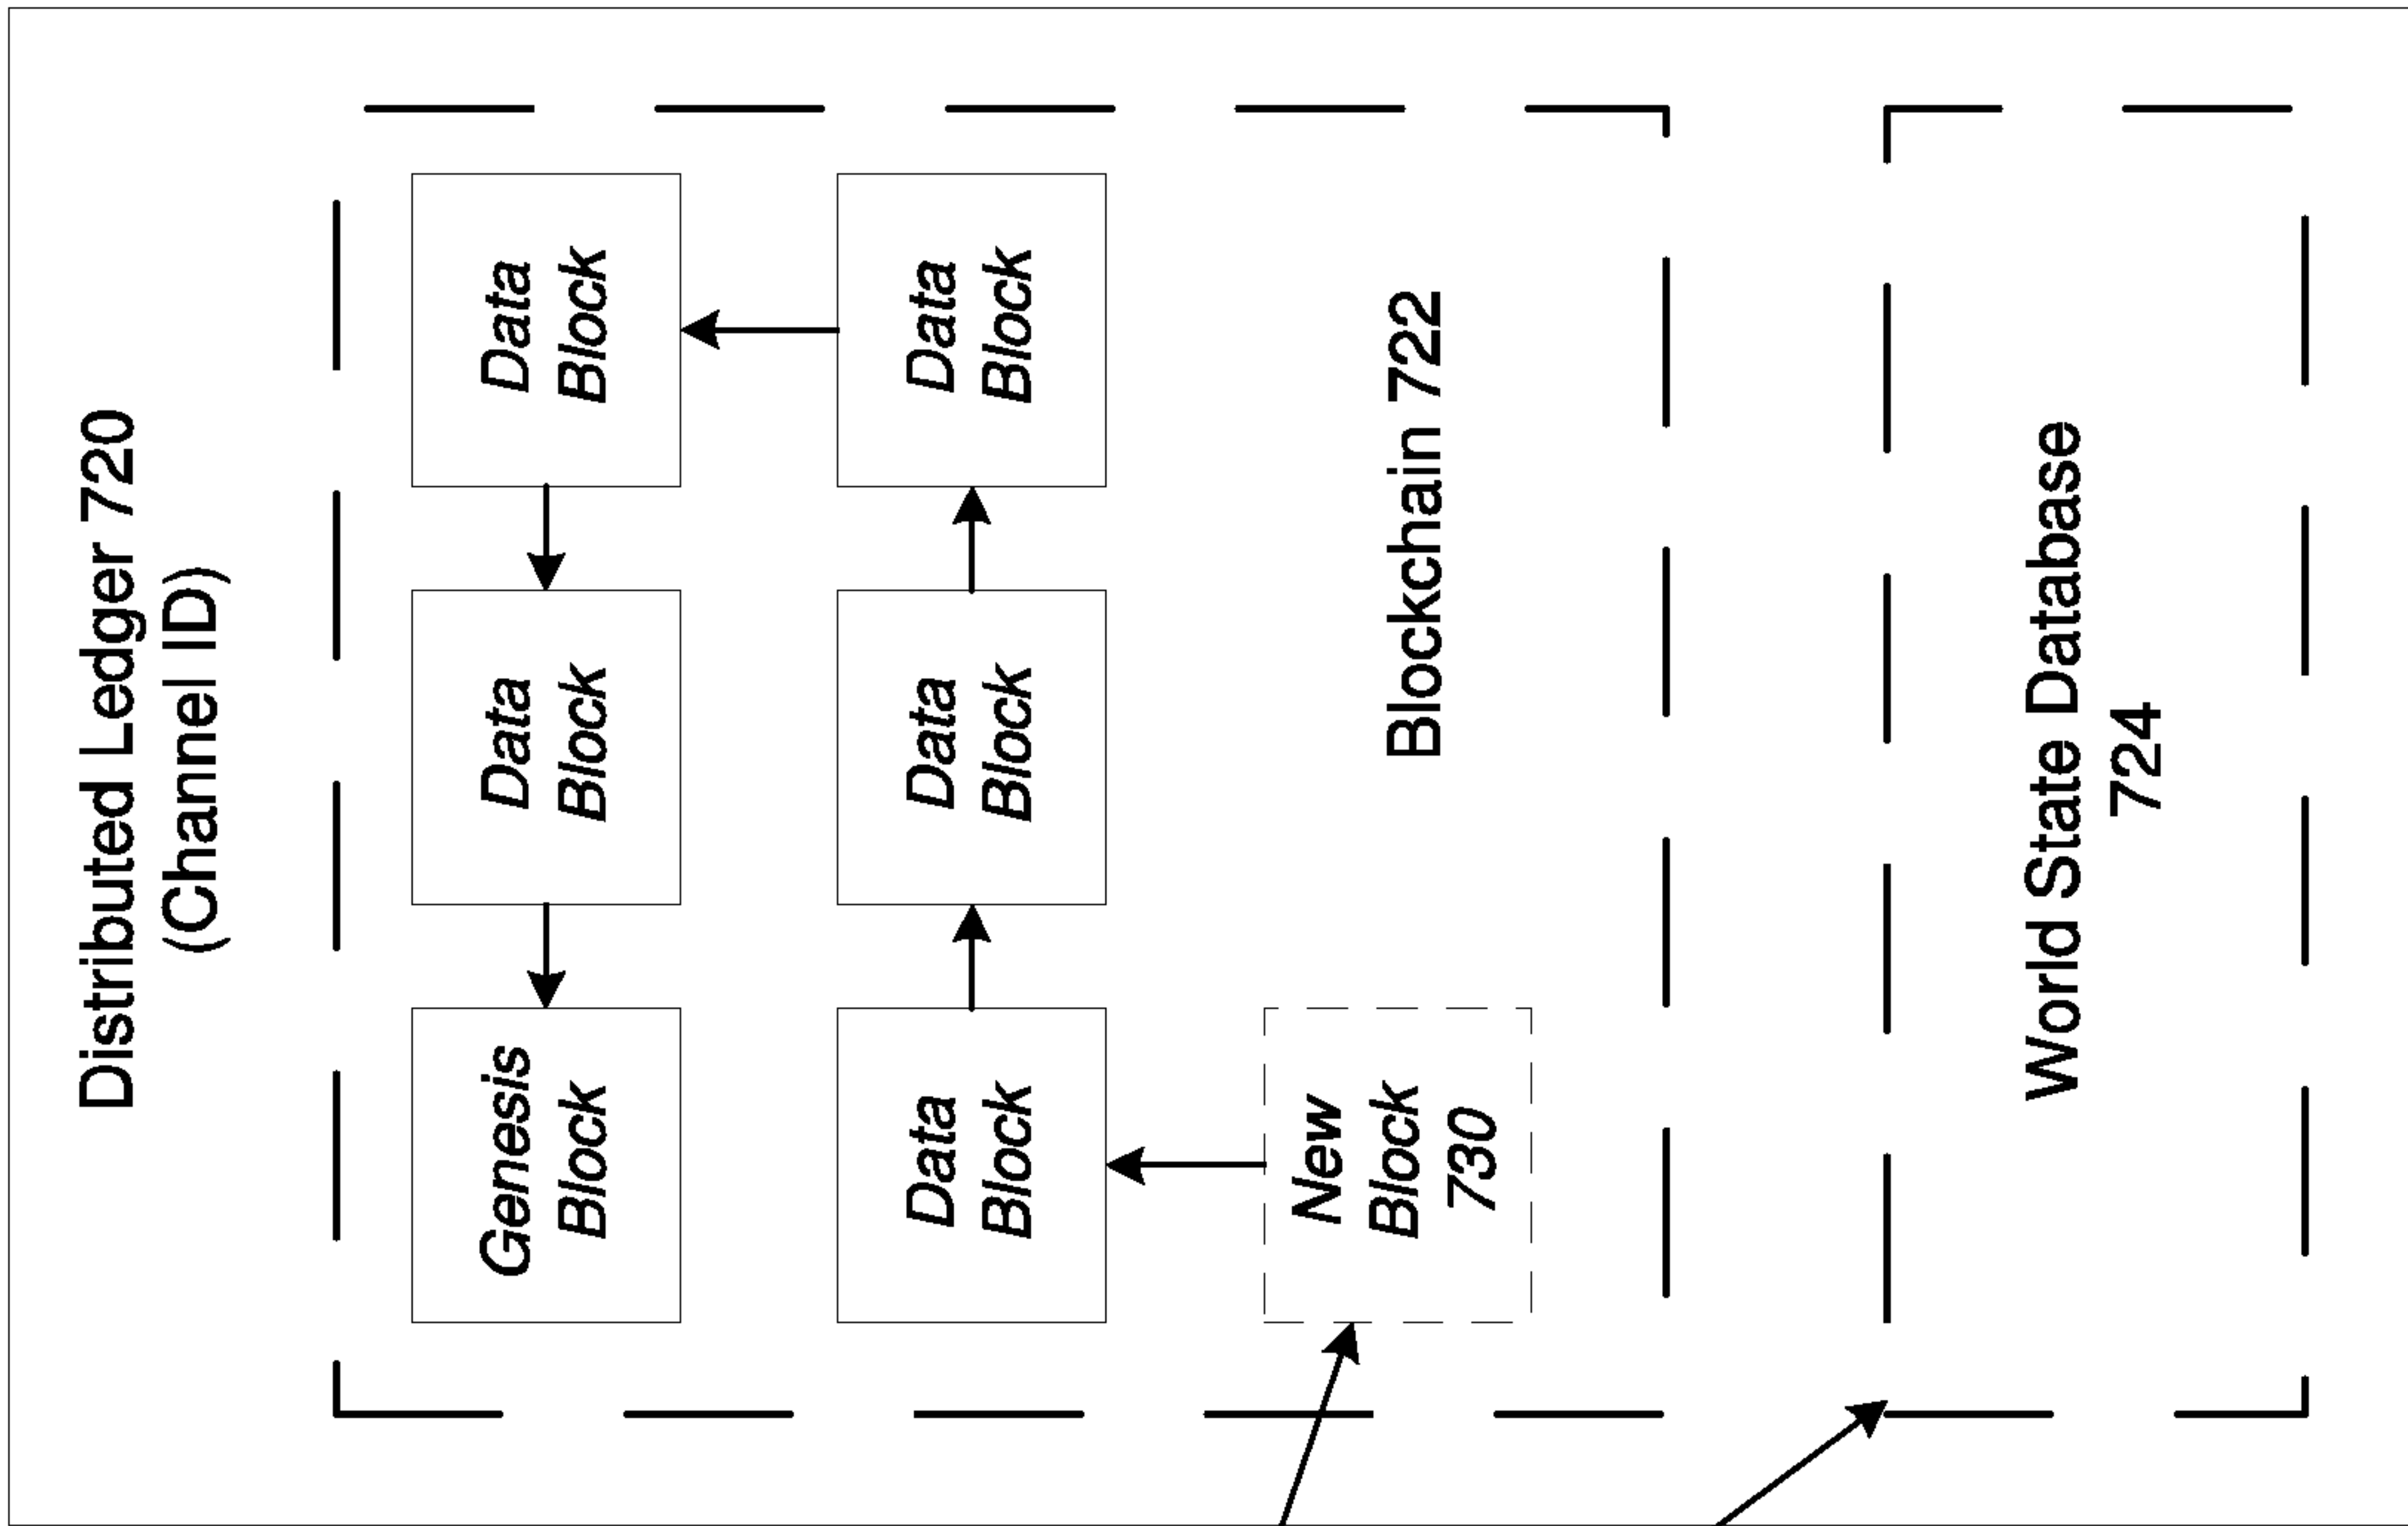 Distributed Ledger 720
(Channel ID)
Genesis
Block
Data
Block
Data
Block
Data
Block
Data
Block
Data
Block
New
Block
730
Blockchain 722
World State Database
724